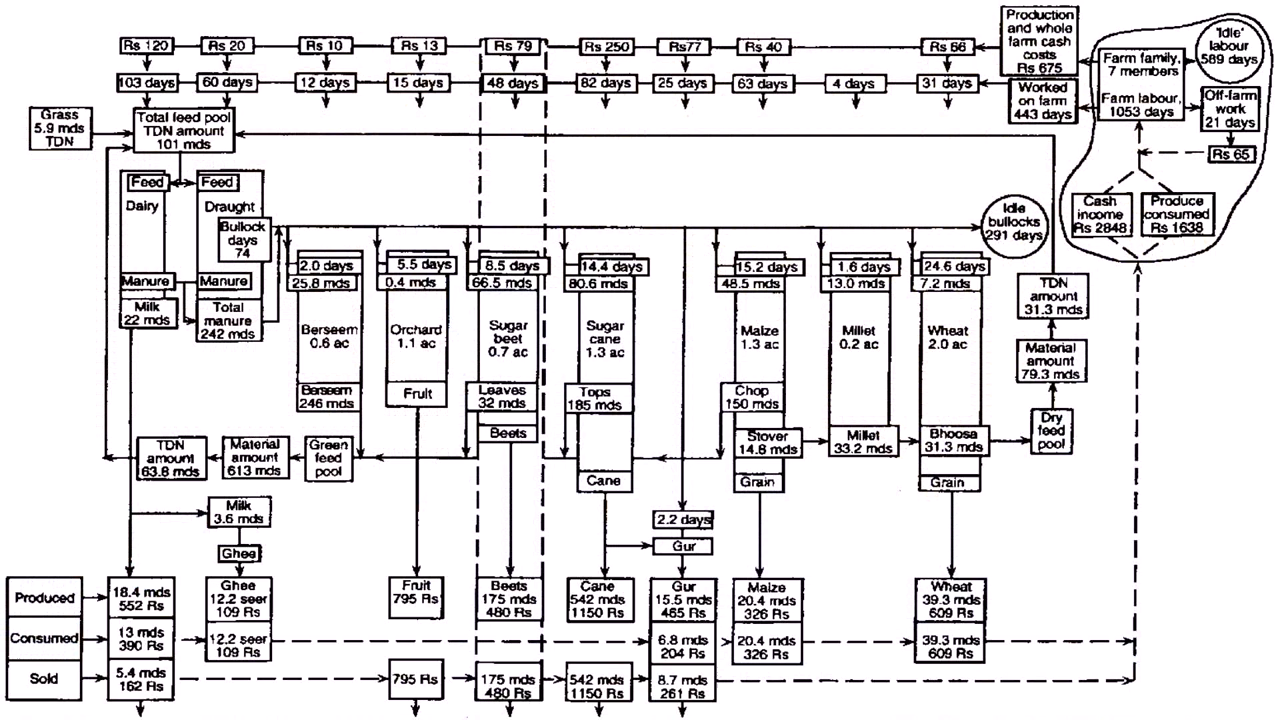 Production
and whole
farm cash
costs
Rs 675
Rs 120
Rs 20
Rs 10
Rs 13
Rs 79
Rs 250
Rs77
Rs 40
Rs 66
'Idle'
labour
589 days
Farm family,
7 members
Farm labour,
1053 days
103 days
60 days
12 days
15 days
48 days
82 days
25 days
63 days
4 days
31 days
Worked
on farm
443 days
Off-farm
work
21 days
Rs 65
Grass
5.9 mds
TDN
Total feed pool
TDN amount
101 mds
Cash
income
Rs 2848
Produce
consumed
Rs 1638
Feed
Feed
Dairy
Draught
Bullock
days
74
Idle
bullocks
291 days
Manure
Manure
Milk
22 mds
Total
manure
242 mds
2.0 days
25.8 mds
Berseem
0.6 ac
Berseem
246 mds
5.5 days
0.4 mds
Orchard
1.1 ac
Fruit
8.5 days
66.5 mds
Sugar
beet
0.7 ac
Leaves
32 mds
Beets
14.4 days
80.6 mds
Sugar
cane
1.3 ac
Tops
185 mds
Cane
15.2 days
48.5 mds
Maize
1.3 ac
Chop
150 mds
Stover
14.8 mds
Grain
1.6 days
13.0 mds
Millet
0.2 ac
Millet
33.2 mds
24.6 days
7.2 mds
Wheat
2.0 ac
Bhoosa
31.3 mds
Grain
TDN
amount
31.3 mds
Material
amount
79.3 mds
Dry
feed
pool
TDN
amount
63.8 mds
Material
amount
613 mds
Green
feed
pool
Milk
3.6 mds
Ghee
2.2 days
Gur
Produced
18.4 mds
552 Rs
Ghee
12.2 seer
109 Rs
Fruit
795 Rs
Beets
175 mds
480 Rs
Cane
542 mds
1150 Rs
Gur
15.5 mds
465 Rs
Maize
20.4 mds
326 Rs
Wheat
39.3 mds
609 Rs
Consumed
13 mds
390 Rs
12.2 seer
109 Rs
6.8 mds
204 Rs
20.4 mds
326 Rs
39.3 mds
609 Rs
Sold
5.4 mds
162 Rs
795 Rs
175 mds
480 Rs
542 mds
1150 Rs
8.7 mds
261 Rs